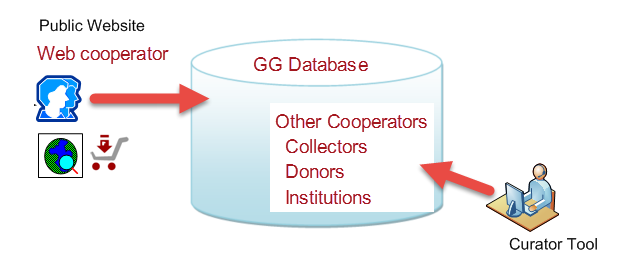 Public Website
Web cooperator
GG Database
Other Cooperators
Collectors
Donors
Institutions
Curator Tool